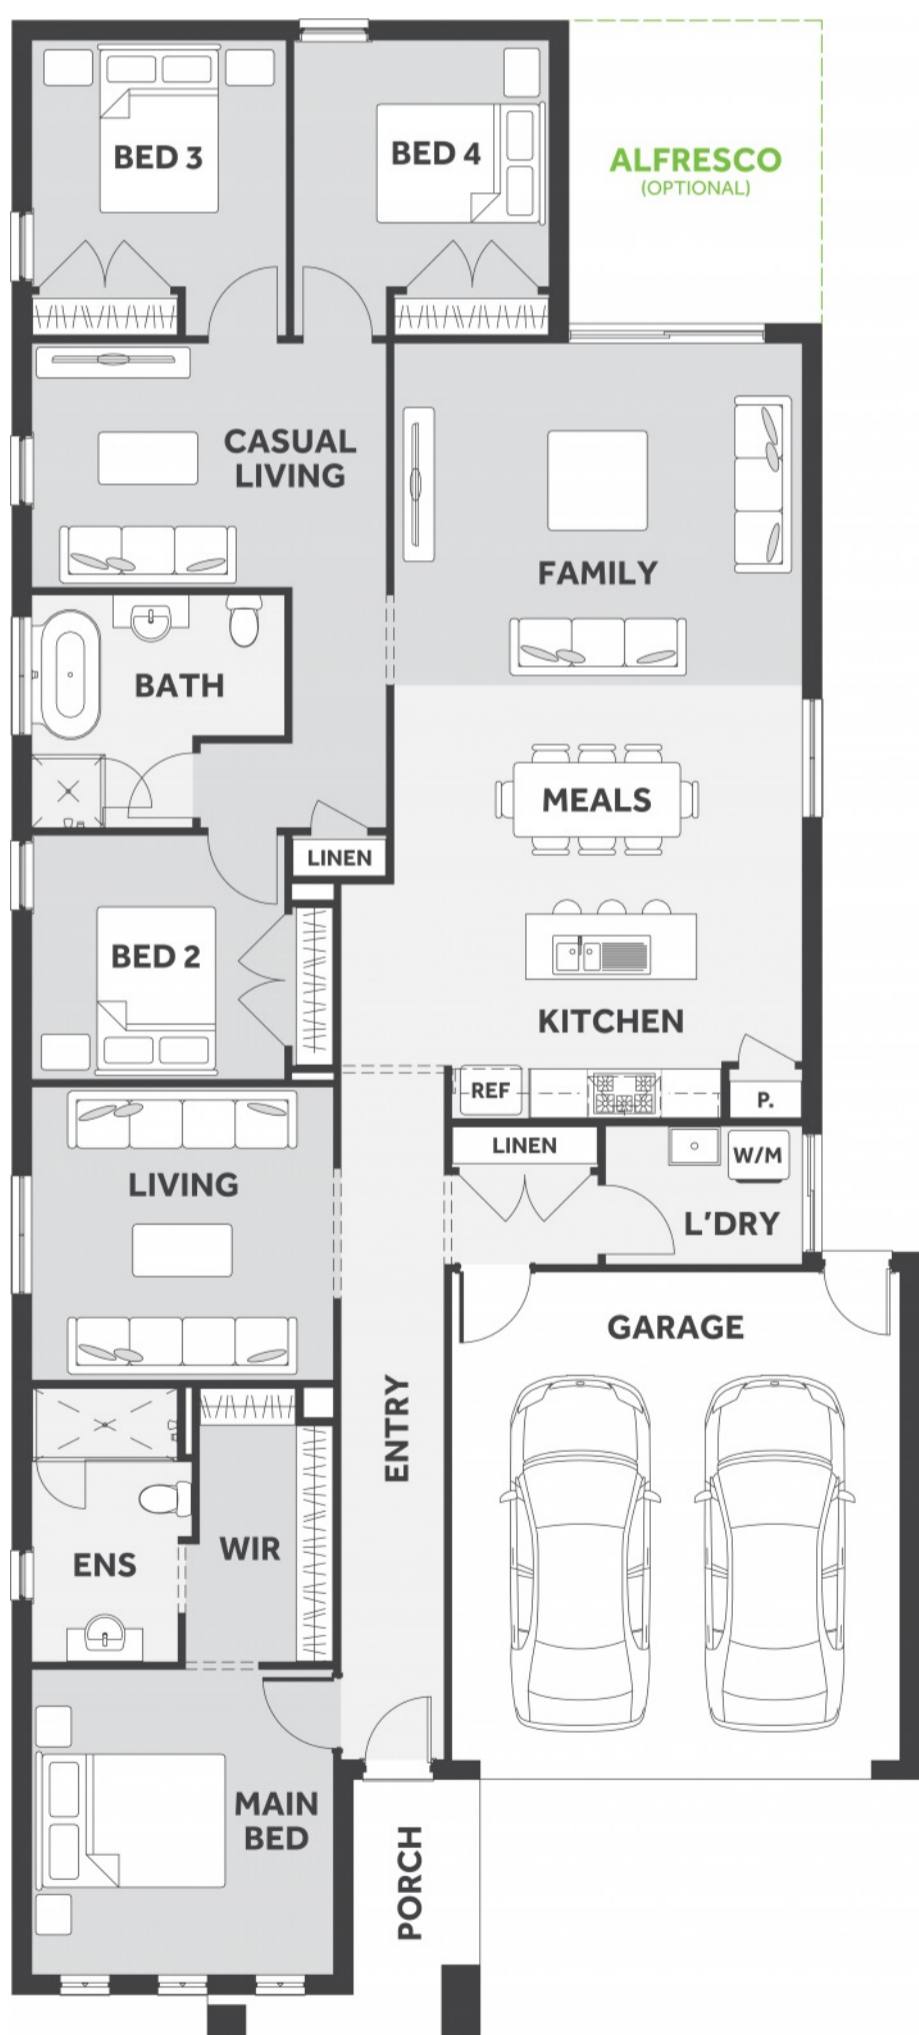 BED 3
BED 4
ALFRESCO
(OPTIONAL)
CASUAL
LIVING
FAMILY
BATH
MEALS
LINEN
BED 2
KITCHEN
REF
P.
LINEN
W/M
LIVING
L'DRY
GARAGE
ENTRY
WIR
ENS
MAIN
BED
PORCH